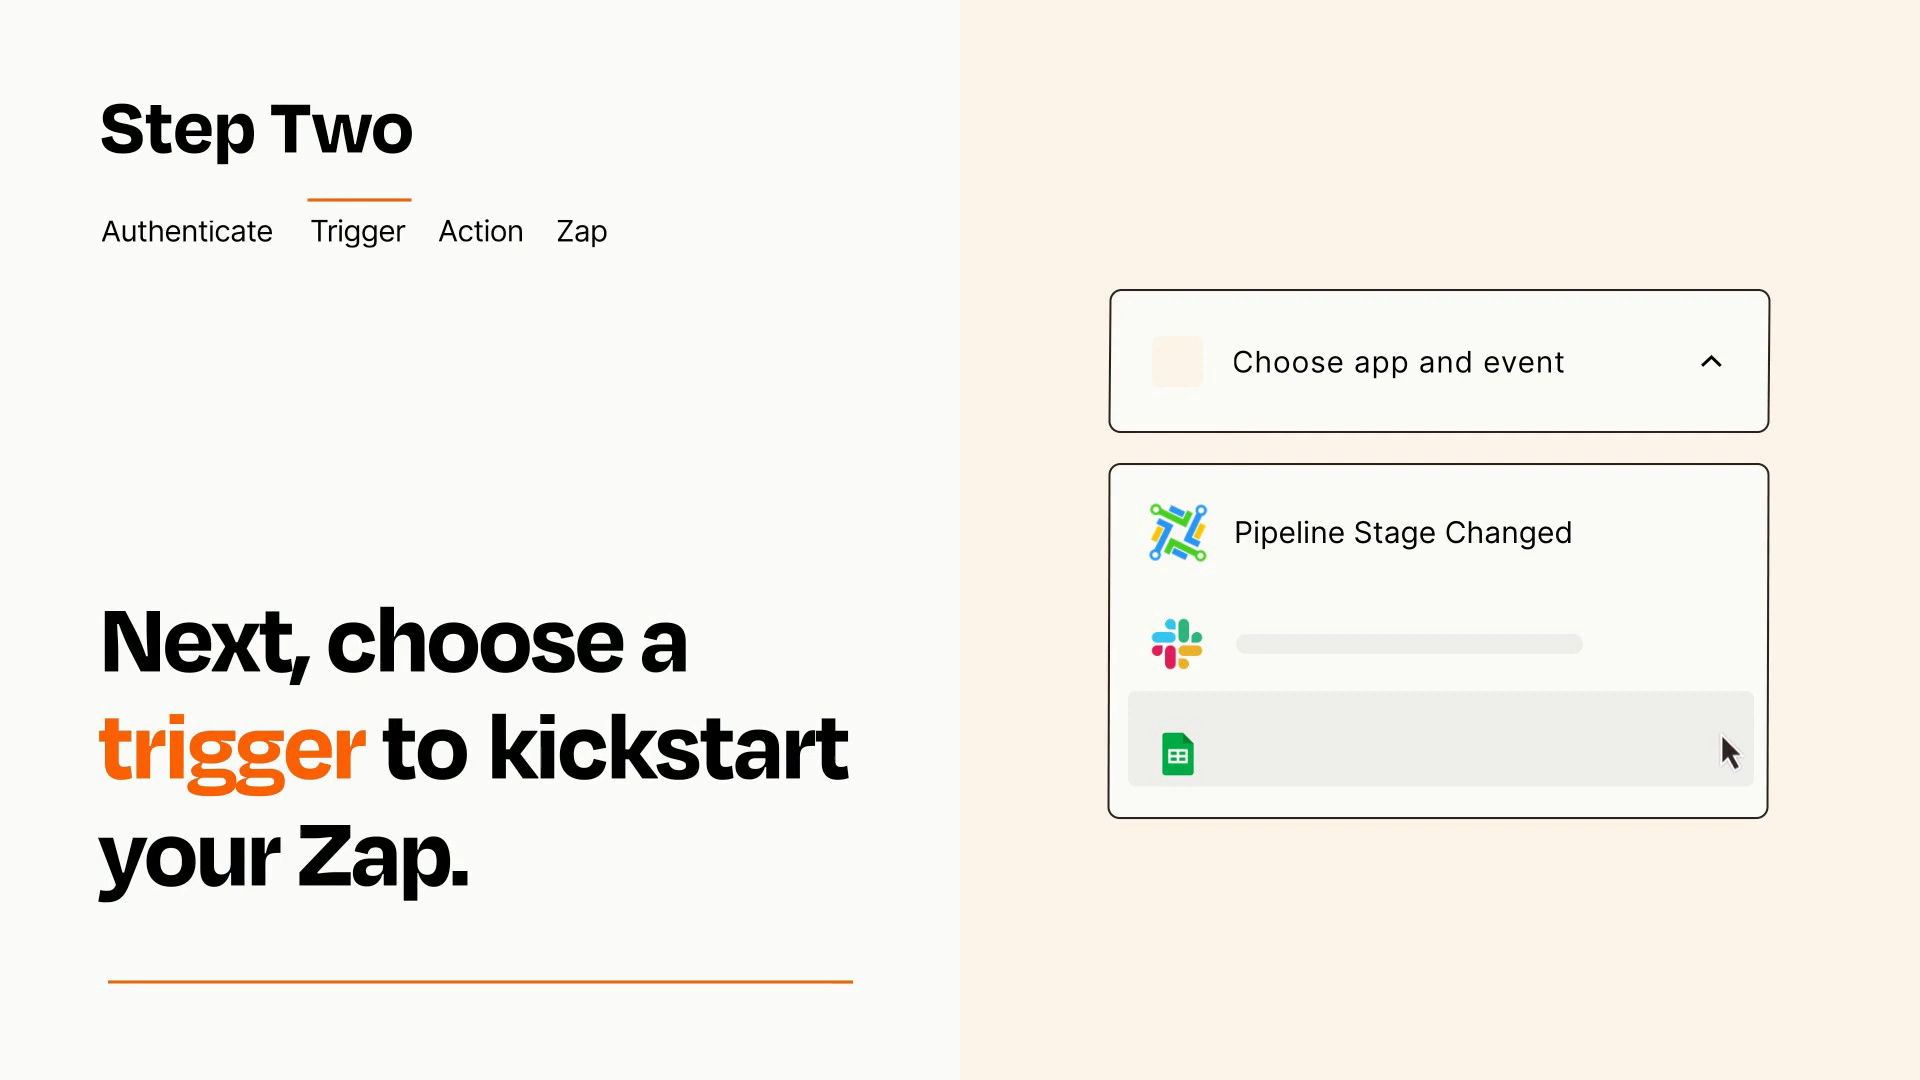 Step Two
Authenticate Trigger Action Zap
Next, choose a
trigger to kickstart
your Zap.
Choose app and event
Pipeline Stage Changed